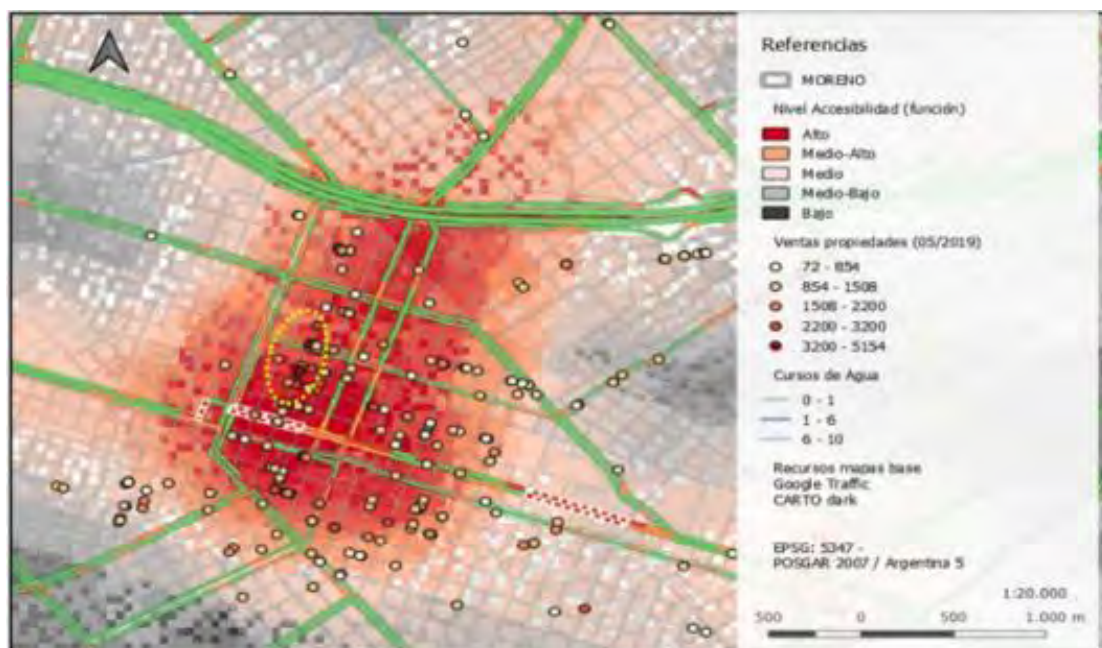 Referencias
MORENO
Nivel Accesibilidad (función)
Alto
Medio-Alto
Medio
Medio-Bajo
Bajo
Ventas propiedades (05/2019)
72 - 854
854 - 1508
1508 - 2200
2200 - 3200
3200 - 5154
Cursos de Agua
0 - 1
1 - 6
6 - 10
Recursos mapas base
Google Traffic
CARTO dark
EPSG: 5347 -
POSGAR 2007 / Argentina 5
1:20.000
500 0 500 1.000 m